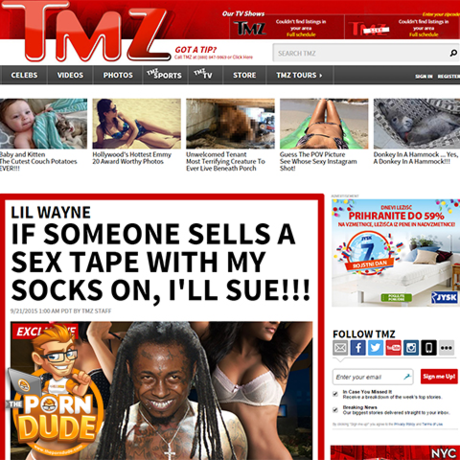 TMZ
GOT A TIP?
Call TMZ at (888) 847-9869 or Click Here
Our TV Shows
TMZ
Couldn't find listings in
your area
Full schedule
Enter your zipcode
TMZ LIVE
Couldn't find listings in
your area
Full schedule
SEARCH TMZ
CELEBS
VIDEOS
PHOTOS
TMZ SPORTS
TMZ TV
STORE
TMZ TOURS
SIGN IN
REGISTER
Baby and Kitten
The Cutest Couch Potatoes
EVER!!!
Hollywood's Hottest Emmy
20 Award Worthy Photos
Unwelcomed Tenant
Most Terrifying Creature To
Ever Live Beneath Porch
Guess The POV Picture
See Whose Sexy Instagram
Shot!
Donkey In A Hammock ... Yes,
A Donkey In A Hammock!!!
LIL WAYNE
IF SOMEONE SELLS A
SEX TAPE WITH MY
SOCKS ON, I'LL SUE!!!
9/21/2015 1:00 AM PDT BY TMZ STAFF
EXCLUSIVE
THE
PORN
DUDE
ADVERTISEMENT
DNEVI LEŽIŠČ
PRIHRANITE DO 59%
NA VZMETNICE, LEŽIŠČA IZ PENE IN NADVZMETNICE!
7
ROJSTNI DAN
POGLEJTE PONUDBE
JYSK
FOLLOW TMZ
Enter your email
Sign me Up!
In Case You Missed It
Receive a breakdown of the week's top stories.
Breaking News
Our biggest stories delivered straight to your inbox.
By clicking "Sign me up" you agree to the Privacy Policy and Terms of Use.
NYC